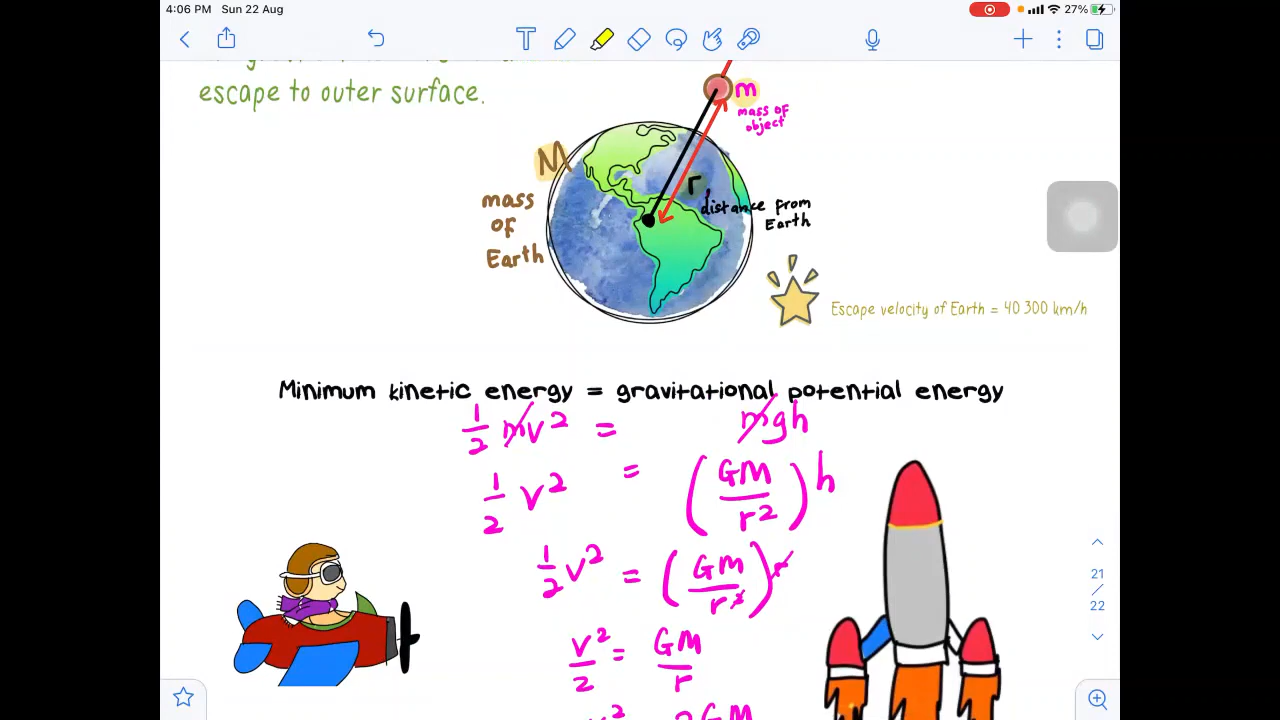 4:06 PM Sun 22 Aug
27%
T
escape to outer surface.
m
mass of
object
M
mass
of
Earth
r
distance from
Earth
Escape velocity of Earth = 40 300 km/h
Minimum kinetic energy = gravitational potential energy
1/2 mv² = mgh
1/2 v² = (GM/r²) h
1/2 v² = (GM/r²) r
v²/2 = GM/r
21
/
22